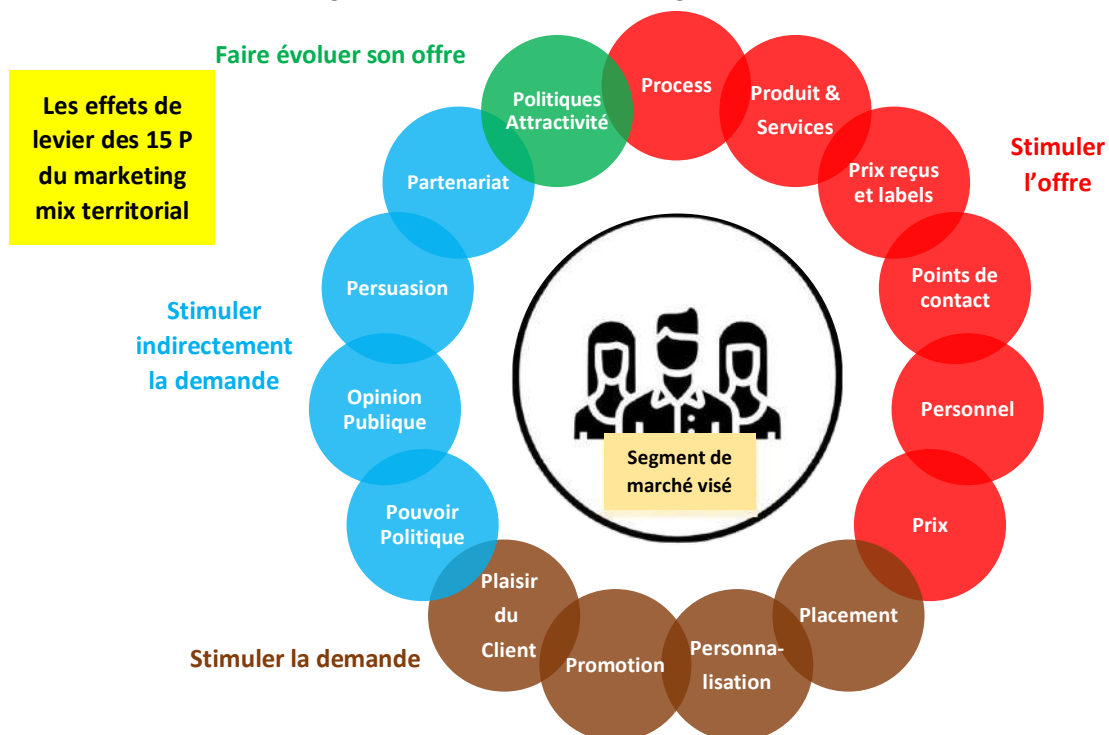 Faire évoluer son offre
Les effets de
levier des 15 P
du marketing
mix territorial
Politiques
Attractivité
Process
Produit &
Services
Prix reçus
et labels
Stimuler
l’offre
Points de
contact
Personnel
Prix
Placement
Personna-
lisation
Promotion
Plaisir
du
Client
Stimuler la demande
Pouvoir
Politique
Opinion
Publique
Persuasion
Partenariat
Stimuler
indirectement
la demande
Segment de
marché visé